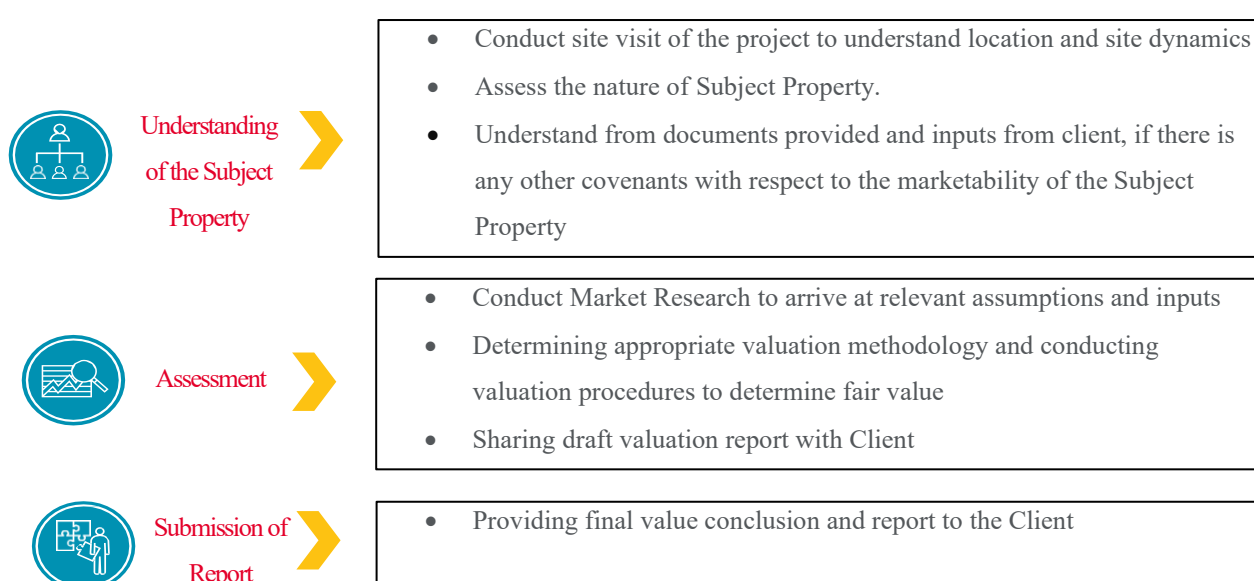 Understanding
of the Subject
Property
• Conduct site visit of the project to understand location and site dynamics
• Assess the nature of Subject Property.
• Understand from documents provided and inputs from client, if there is
any other covenants with respect to the marketability of the Subject
Property
Assessment
• Conduct Market Research to arrive at relevant assumptions and inputs
• Determining appropriate valuation methodology and conducting
valuation procedures to determine fair value
• Sharing draft valuation report with Client
Submission of
Report
• Providing final value conclusion and report to the Client